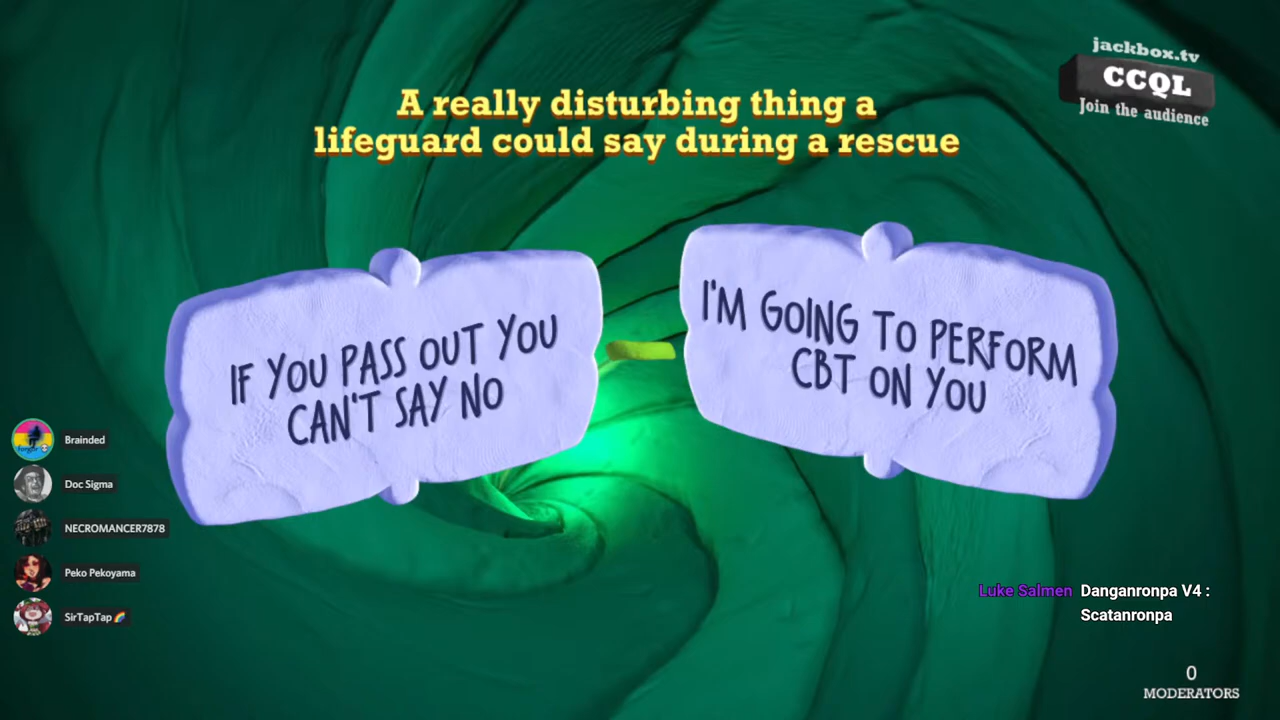 jackbox.tv
CCQL
Join the audience
A really disturbing thing a
lifeguard could say during a rescue
IF YOU PASS OUT YOU
CAN'T SAY NO
I'M GOING TO PERFORM
CBT ON YOU
Brainded
Doc Sigma
NECROMANCER7878
Peko Pekoyama
SirTapTap🌈
Luke Salmen Danganronpa V4 :
Scatanronpa
0
MODERATORS